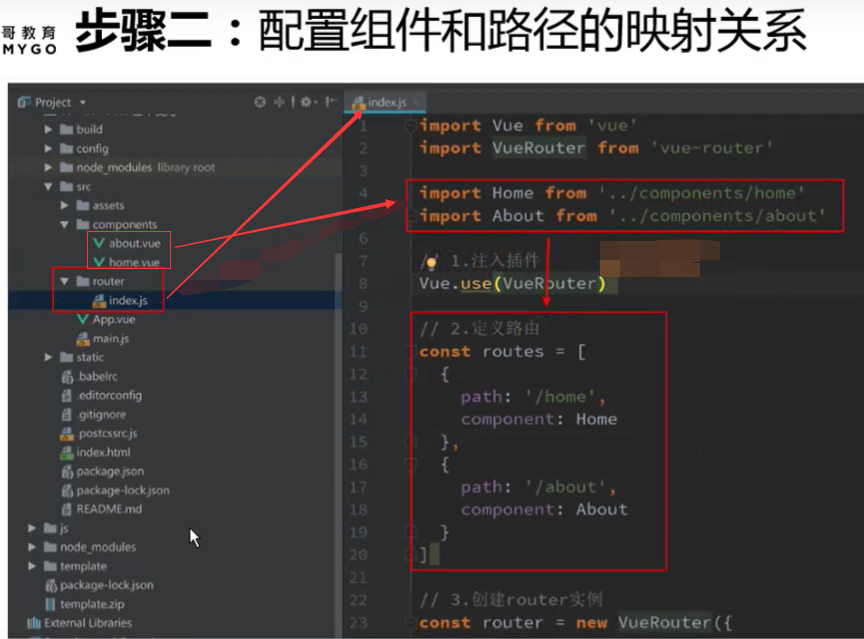 哥教育
MYGO
步骤二：配置组件和路径的映射关系
Project
build
config
node_modules library root
src
assets
components
about.vue
home.vue
router
index.js
App.vue
main.js
static
.babelrc
.editorconfig
.gitignore
.postcssrc.js
index.html
package.json
package-lock.json
README.md
js
node_modules
template
package-lock.json
template.zip
External Libraries
index.js
1 import Vue from 'vue'
2 import VueRouter from 'vue-router'
3
4 import Home from '../components/home'
import About from '../components/about'
6
7 // 1.注入插件
8 Vue.use(VueRouter)
9
10 // 2.定义路由
11 const routes = [
12 {
13 path: '/home',
14 component: Home
15 },
16 {
17 path: '/about',
18 component: About
19 }
20 ]
21
22 // 3.创建router实例
23 const router = new VueRouter({